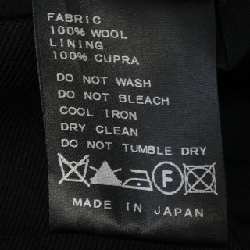 FABRIC
100% WOOL
LINING
100% CUPRA
DO NOT WASH
DO NOT BLEACH
COOL IRON
DRY CLEAN
DO NOT TUMBLE DRY
F
MADE IN JAPAN